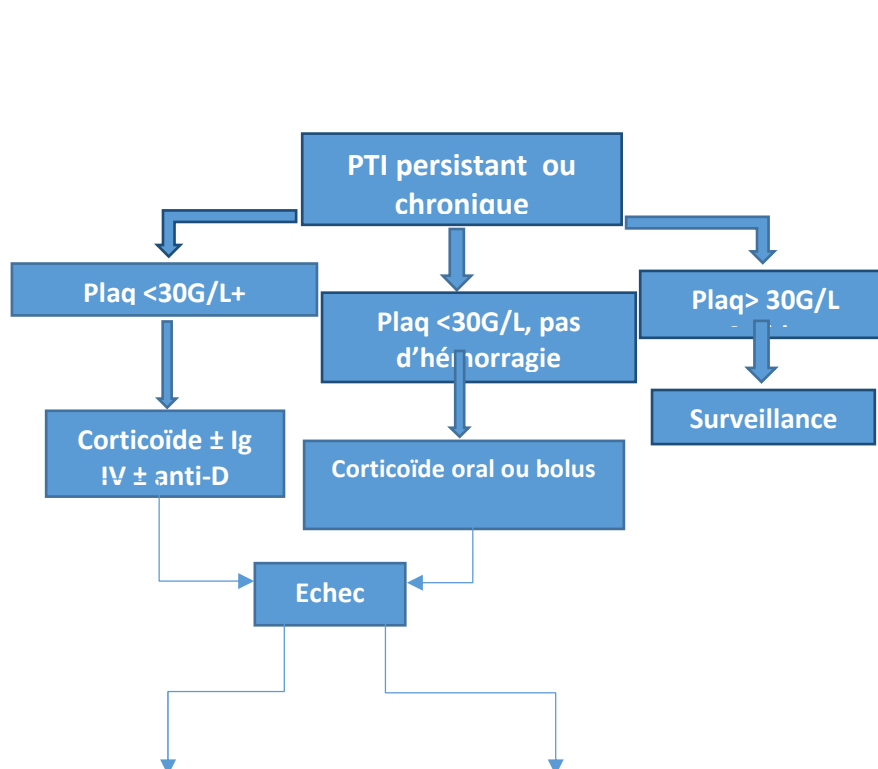 PTI persistant ou
chronique
Plaq <30G/L+
Plaq <30G/L, pas
d'hémorragie
Plaq> 30G/L
Corticoïde ± Ig
IV ± anti-D
Corticoïde oral ou bolus
Surveillance
Echec